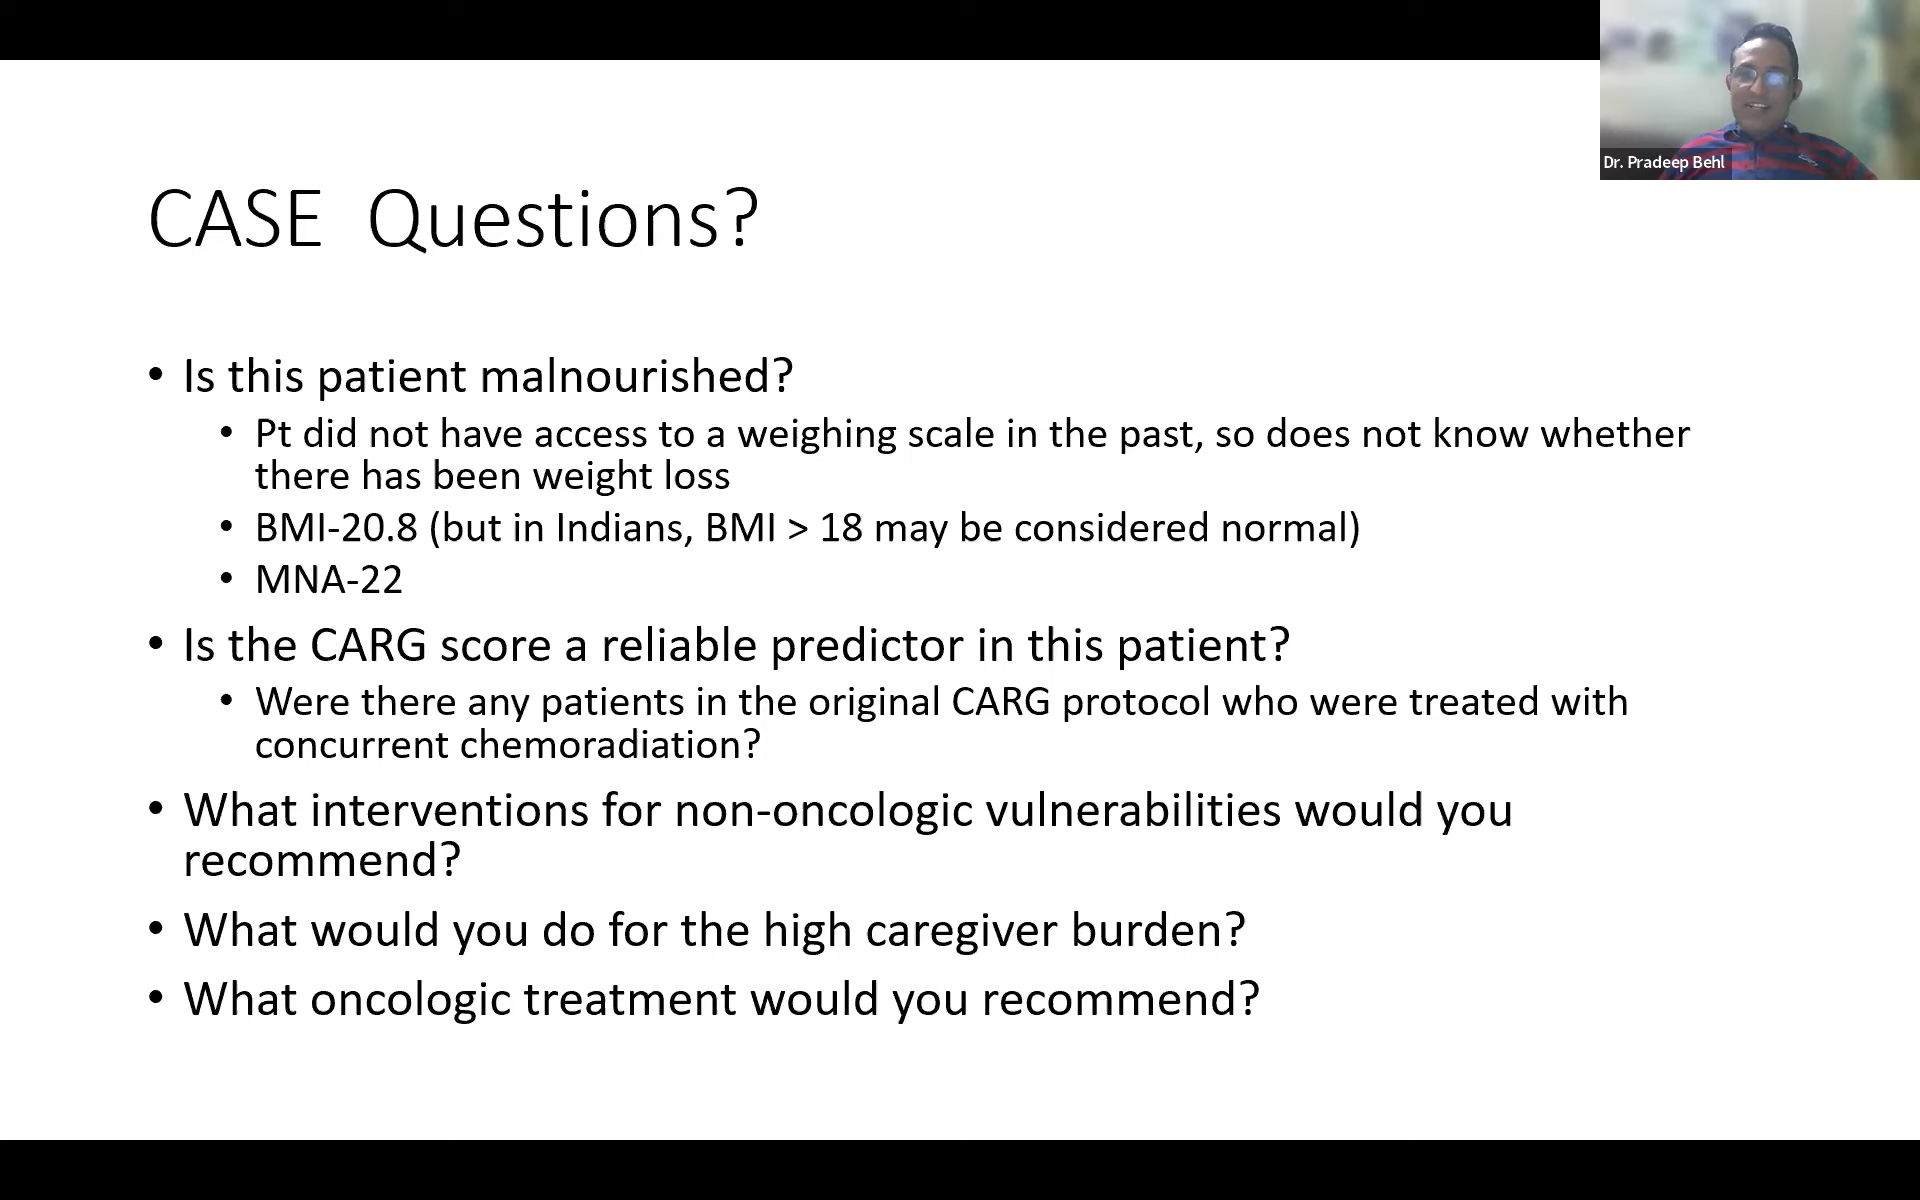 Dr. Pradeep Behl
CASE Questions?
• Is this patient malnourished?
• Pt did not have access to a weighing scale in the past, so does not know whether
there has been weight loss
• BMI-20.8 (but in Indians, BMI > 18 may be considered normal)
• MNA-22
• Is the CARG score a reliable predictor in this patient?
• Were there any patients in the original CARG protocol who were treated with
concurrent chemoradiation?
• What interventions for non-oncologic vulnerabilities would you
recommend?
• What would you do for the high caregiver burden?
• What oncologic treatment would you recommend?